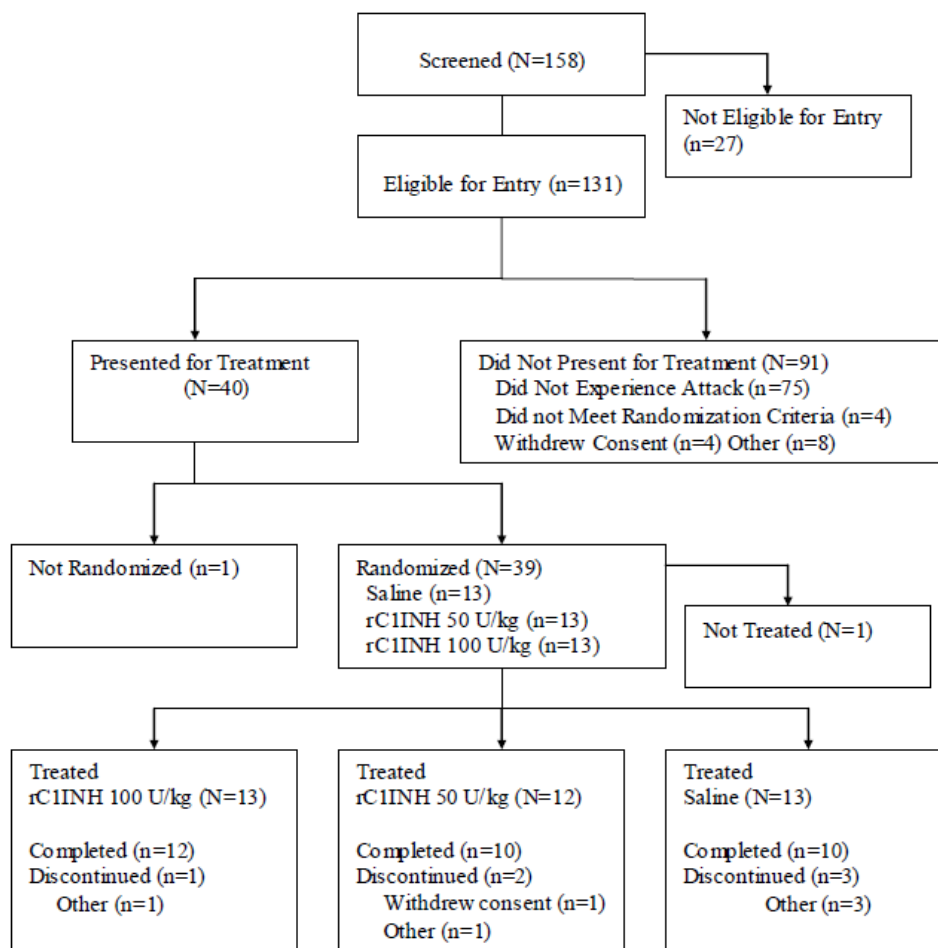 Screened (N=158)
Not Eligible for Entry
(n=27)
Eligible for Entry (n=131)
Presented for Treatment
(N=40)
Did Not Present for Treatment (N=91)
Did Not Experience Attack (n=75)
Did not Meet Randomization Criteria (n=4)
Withdrew Consent (n=4) Other (n=8)
Not Randomized (n=1)
Randomized (N=39)
Saline (n=13)
rC1INH 50 U/kg (n=13)
rC1INH 100 U/kg (n=13)
Not Treated (N=1)
Treated
rC1INH 100 U/kg (N=13)
Completed (n=12)
Discontinued (n=1)
Other (n=1)
Treated
rC1INH 50 U/kg (N=12)
Completed (n=10)
Discontinued (n=2)
Withdrew consent (n=1)
Other (n=1)
Treated
Saline (N=13)
Completed (n=10)
Discontinued (n=3)
Other (n=3)